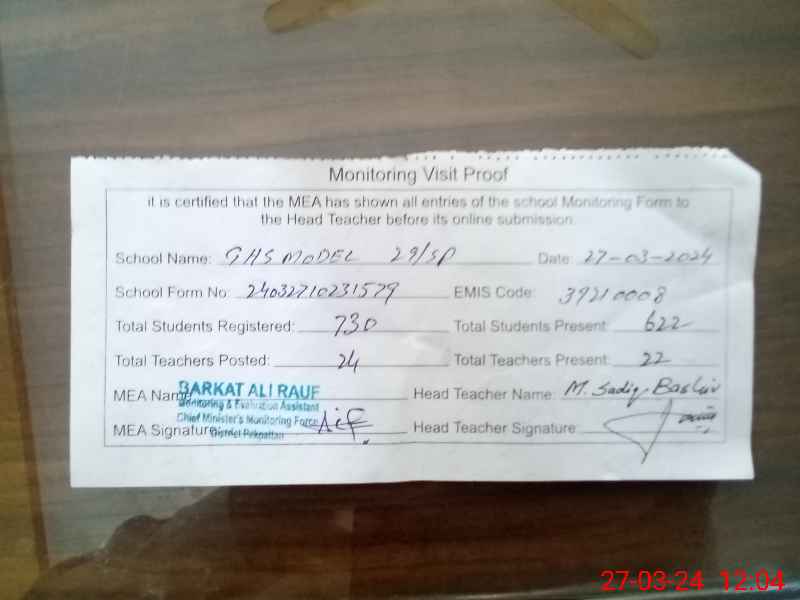 Monitoring Visit Proof
it is certified that the MEA has shown all entries of the school Monitoring Form to
the Head Teacher before its online submission.
School Name: GHS MODEL 29/SP Date: 27-03-2024
School Form No: 24032710231579 EMIS Code: 39210008
Total Students Registered: 730 Total Students Present: 622
Total Teachers Posted: 24 Total Teachers Present: 22
MEA Name BARKAT ALI RAUF Head Teacher Name: M. Sadiq Bashir
Monitoring & Evaluation Assistant
Chief Minister's Monitoring Force
MEA Signature: Head Teacher Signature:
District Pakpattan
27-03-24 12:04